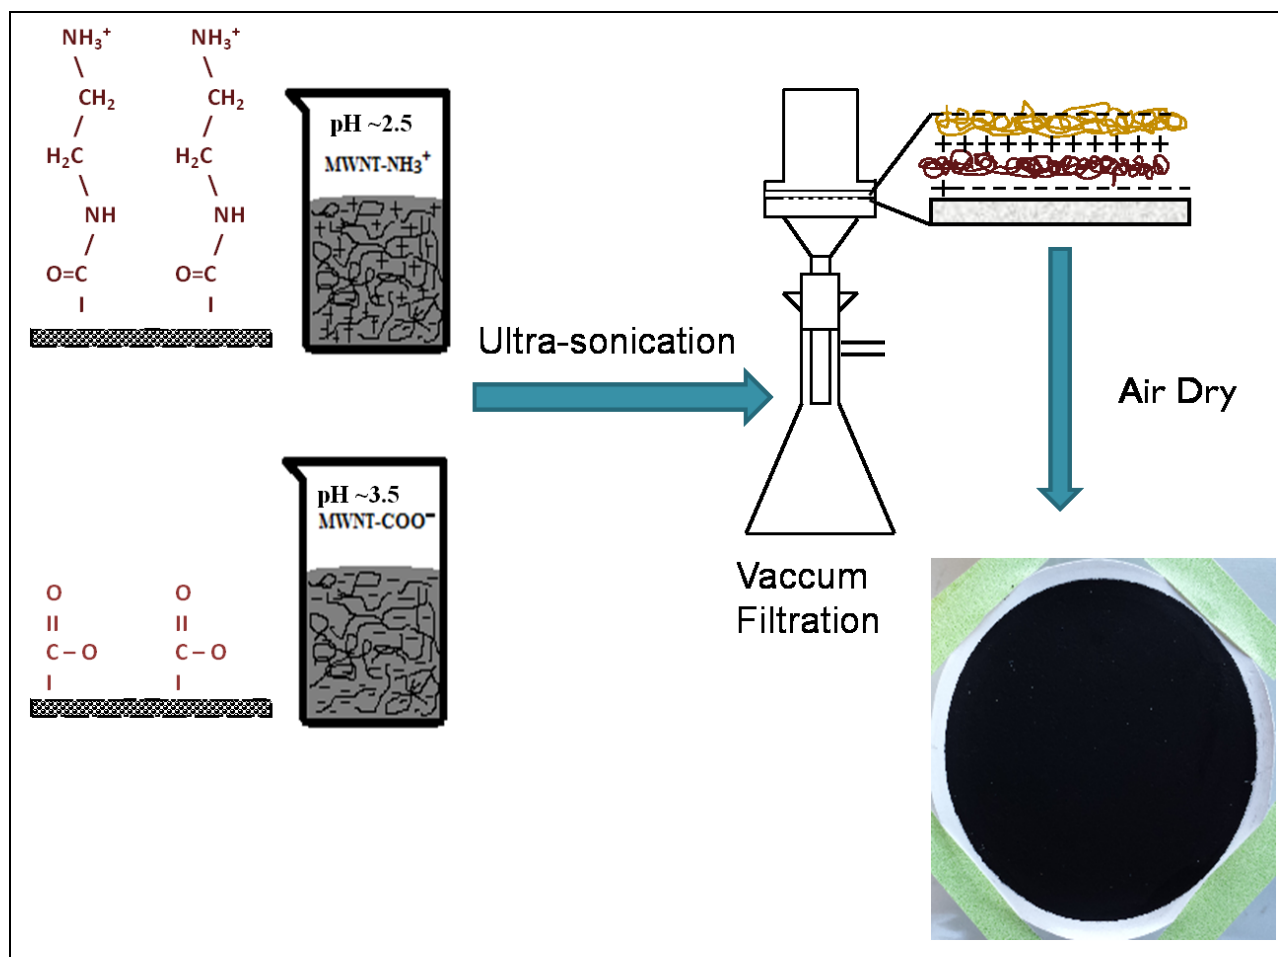 NH₃⁺ NH₃⁺
CH₂ CH₂
H₂C H₂C
NH NH
O=C O=C
pH ~2.5
MWNT-NH₃⁺
Ultra-sonication
pH ~3.5
MWNT-COO⁻
O O
C – O C – O
Vaccum
Filtration
Air Dry